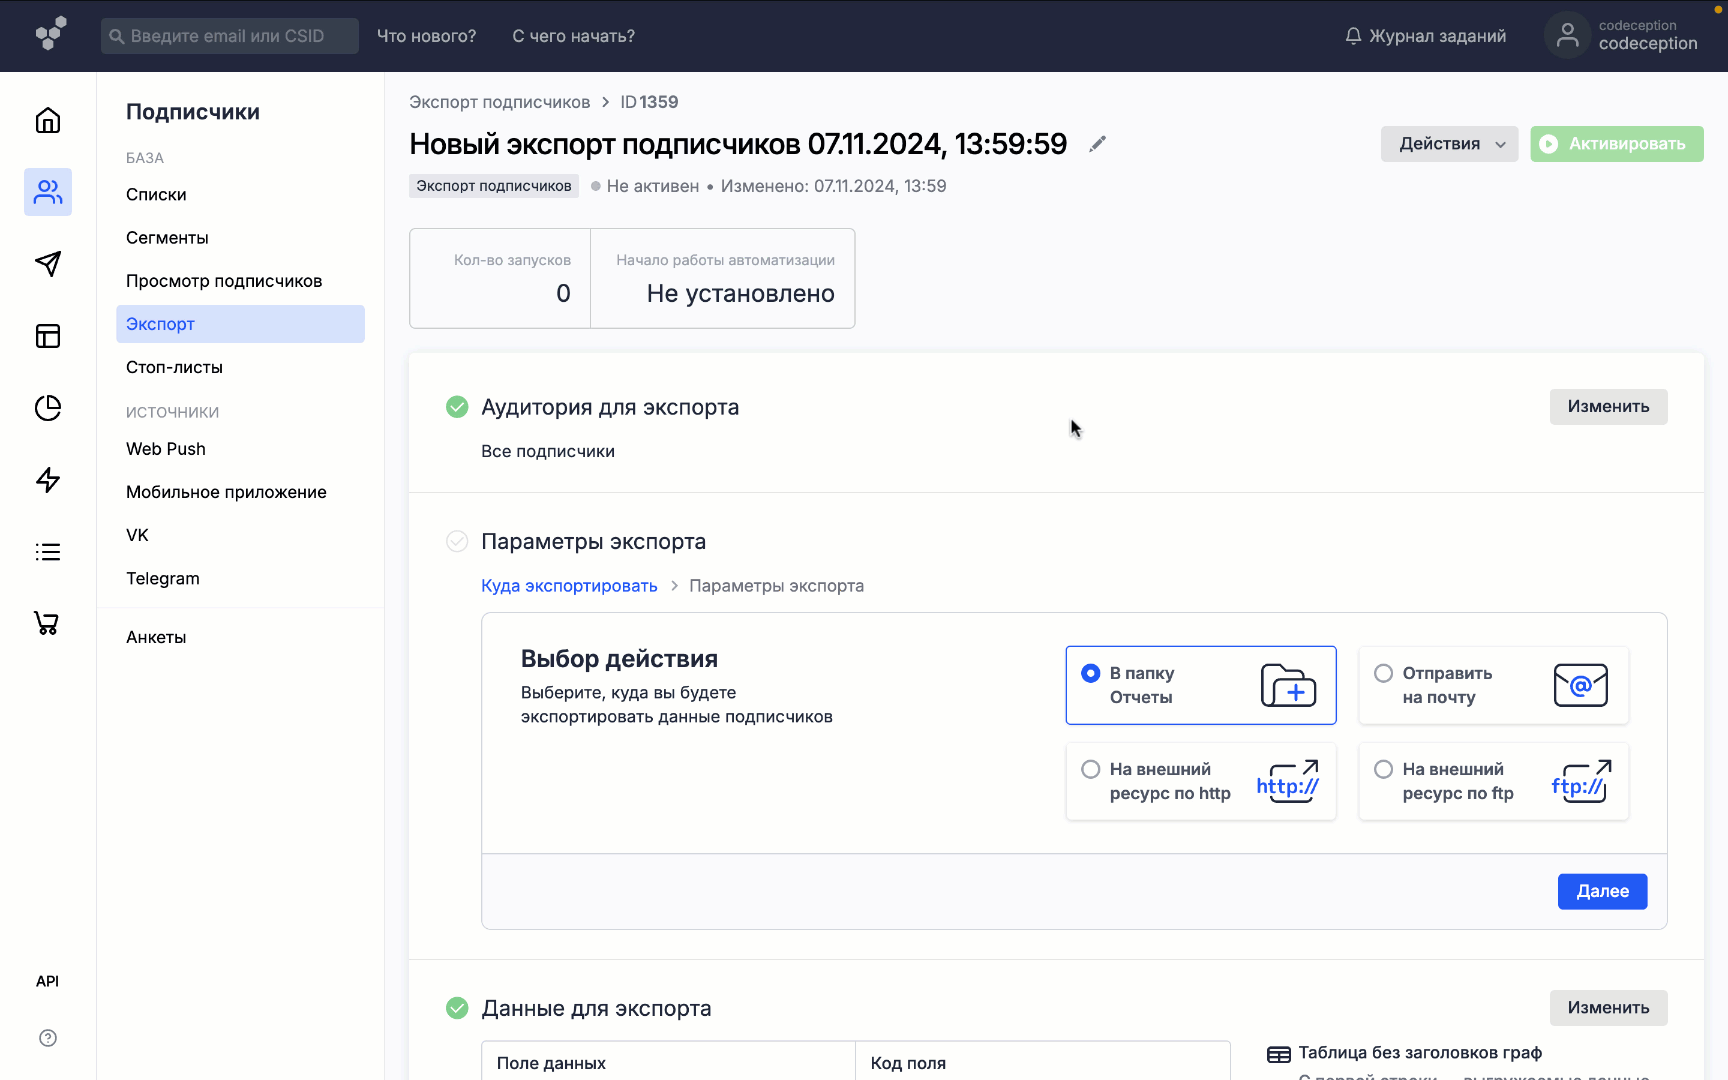 Введите email или CSID
Что нового?
С чего начать?
Журнал заданий
codeception
codeception
Подписчики
БАЗА
Списки
Сегменты
Просмотр подписчиков
Экспорт
Стоп-листы
ИСТОЧНИКИ
Web Push
Мобильное приложение
VK
Telegram
Анкеты
API
Экспорт подписчиков > ID 1359
Новый экспорт подписчиков 07.11.2024, 13:59:59
Действия
Активировать
Экспорт подписчиков
Не активен • Изменено: 07.11.2024, 13:59
Кол-во запусков
0
Начало работы автоматизации
Не установлено
Аудитория для экспорта
Изменить
Все подписчики
Параметры экспорта
Куда экспортировать > Параметры экспорта
Выбор действия
Выберите, куда вы будете
экспортировать данные подписчиков
В папку
Отчеты
Отправить
на почту
@
На внешний
ресурс по http
http://
На внешний
ресурс по ftp
ftp://
Далее
Данные для экспорта
Изменить
Поле данных
Код поля
Таблица без заголовков граф